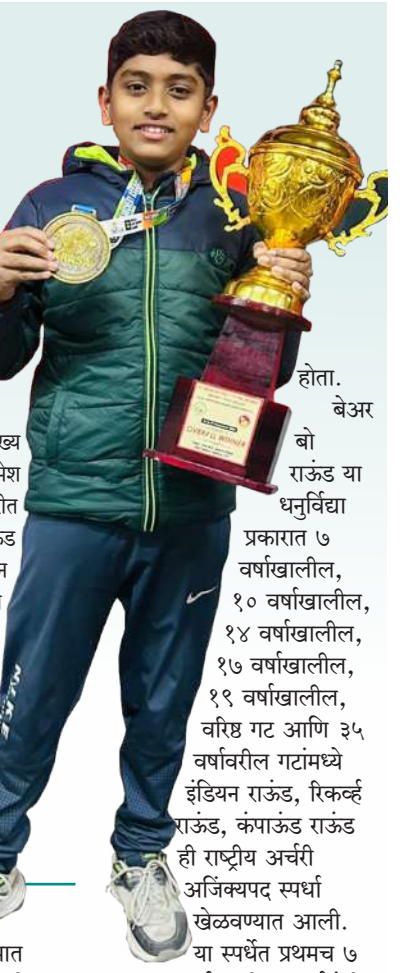 होता.
बेअर
बो
राऊंड या
धनुर्विद्या
प्रकारात ७
वर्षाखालील,
१० वर्षाखालील,
१४ वर्षाखालील,
१७ वर्षाखालील,
१९ वर्षाखालील,
वरिष्ठ गट आणि ३५
वर्षावरील गटांमध्ये
इंडियन राऊंड, रिकर्व्ह
राऊंड, कंपाऊंड राऊंड
ही राष्ट्रीय अर्चरी
अजिंक्यपद स्पर्धा
खेळवण्यात आली.
या स्पर्धेत प्रथमच ७
OVERALL WINNER